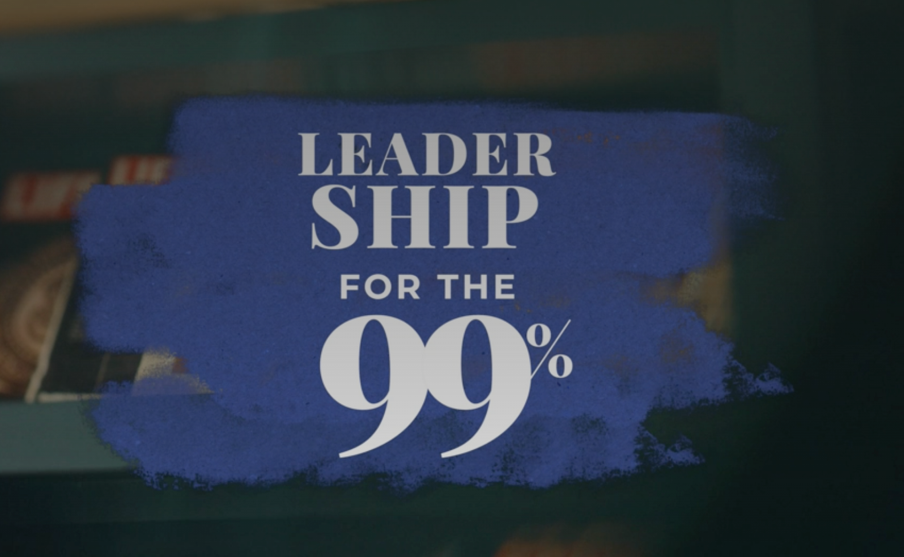 LEADER
SHIP
FOR THE
99%